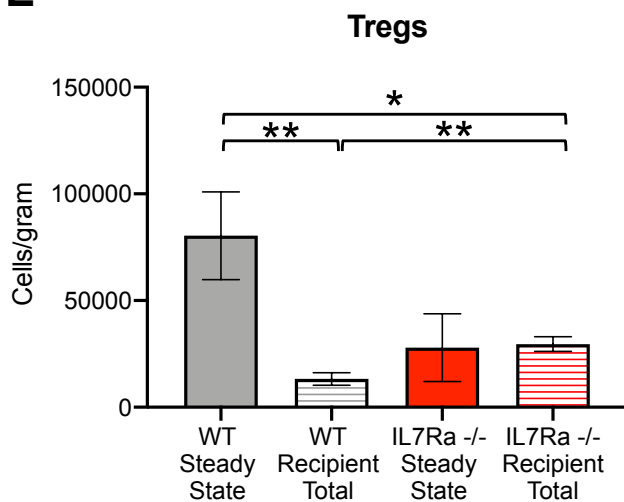 E
Tregs
150000
100000
50000
0
Cells/gram
*
** **
WT Steady State
WT Recipient Total
IL7Ra -/- Steady State
IL7Ra -/- Recipient Total